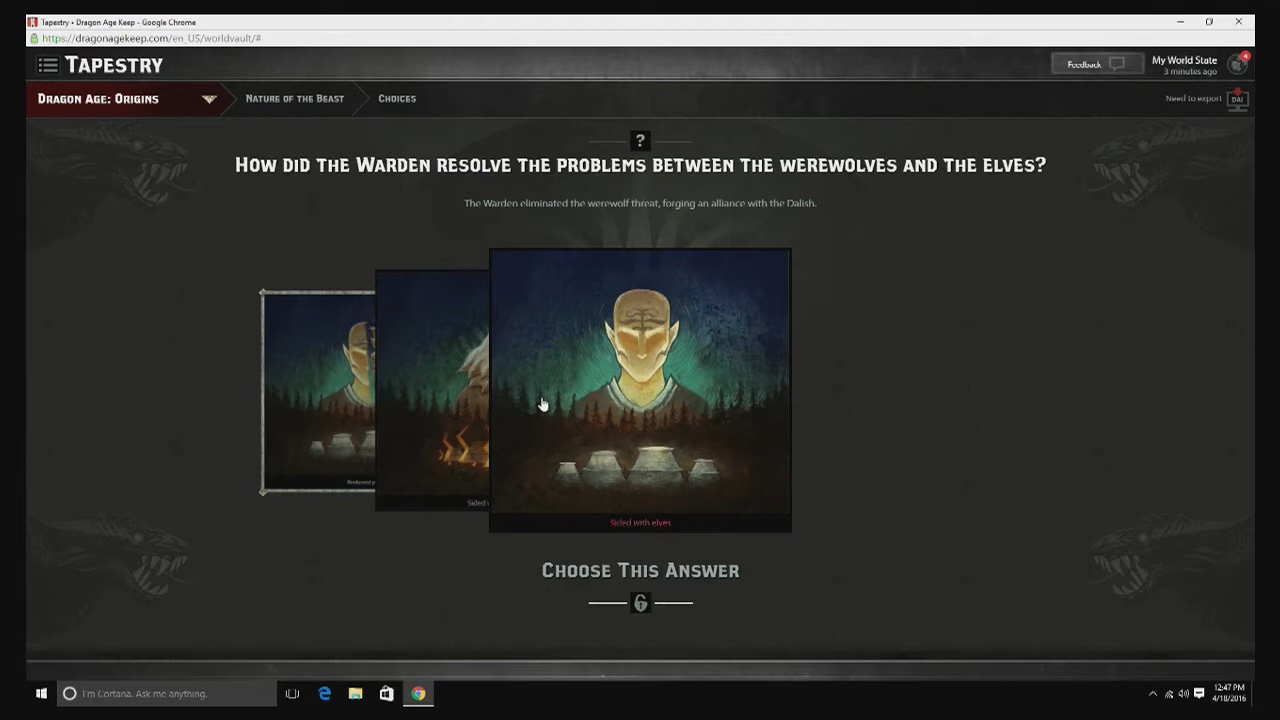 Tapestry • Dragon Age Keep - Google Chrome
https://dragonagekeep.com/en_US/worldvault/#
TAPESTRY
Feedback
My World State
3 minutes ago
4
DRAGON AGE: ORIGINS
NATURE OF THE BEAST
CHOICES
Need to export
DAI
?
HOW DID THE WARDEN RESOLVE THE PROBLEMS BETWEEN THE WEREWOLVES AND THE ELVES?
The Warden eliminated the werewolf threat, forging an alliance with the Dalish.
Sided
Sided with elves
CHOOSE THIS ANSWER
I'm Cortana. Ask me anything.
12:47 PM
4/18/2016